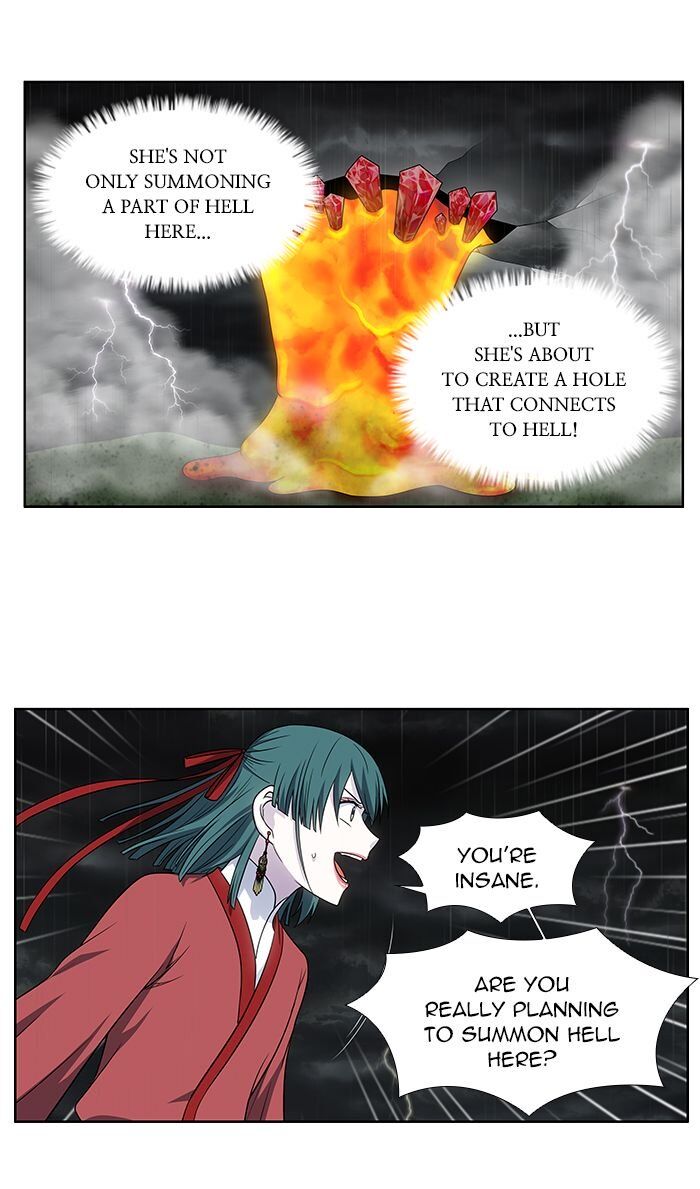 SHE'S NOT
ONLY SUMMONING
A PART OF HELL
HERE...
...BUT
SHE'S ABOUT
TO CREATE A HOLE
THAT CONNECTS
TO HELL!
YOU'RE
INSANE.
ARE YOU
REALLY PLANNING
TO SUMMON HELL
HERE?